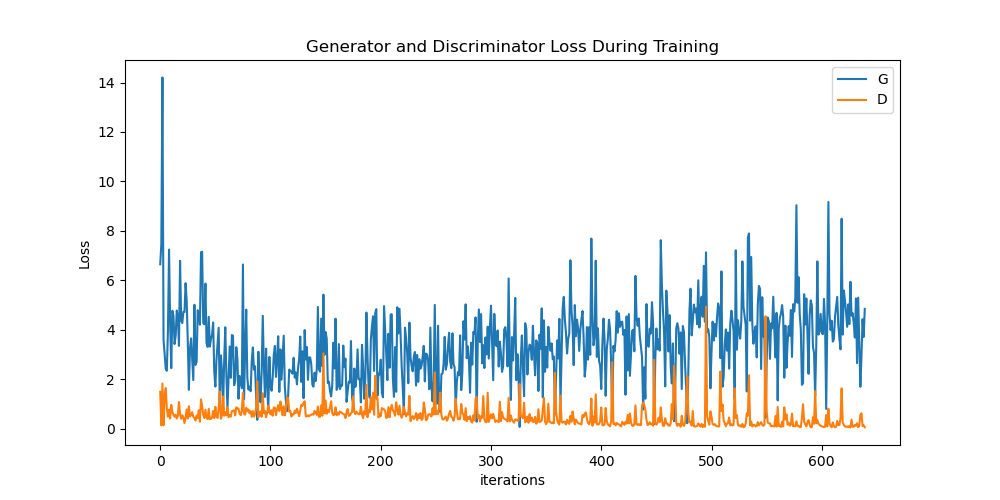 Generator and Discriminator Loss During Training
G
D
14
12
10
8
6
4
2
0
Loss
0 100 200 300 400 500 600
iterations